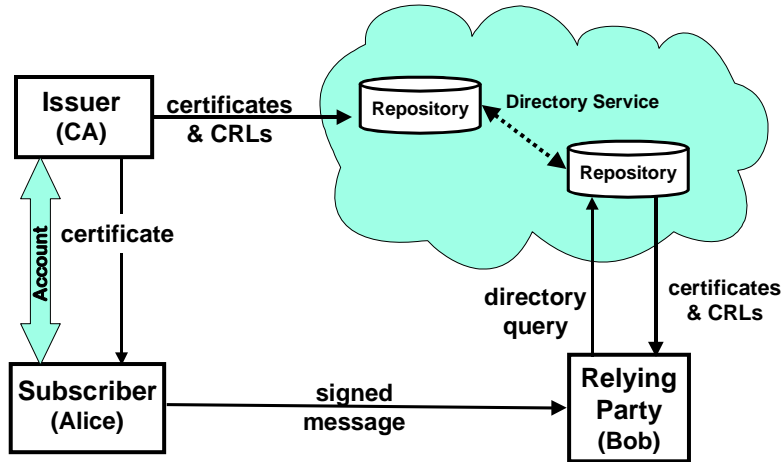 Issuer
(CA)
certificates
& CRLs
Repository
Directory Service
Repository
Account
certificate
directory
query
certificates
& CRLs
Subscriber
(Alice)
signed
message
Relying
Party
(Bob)